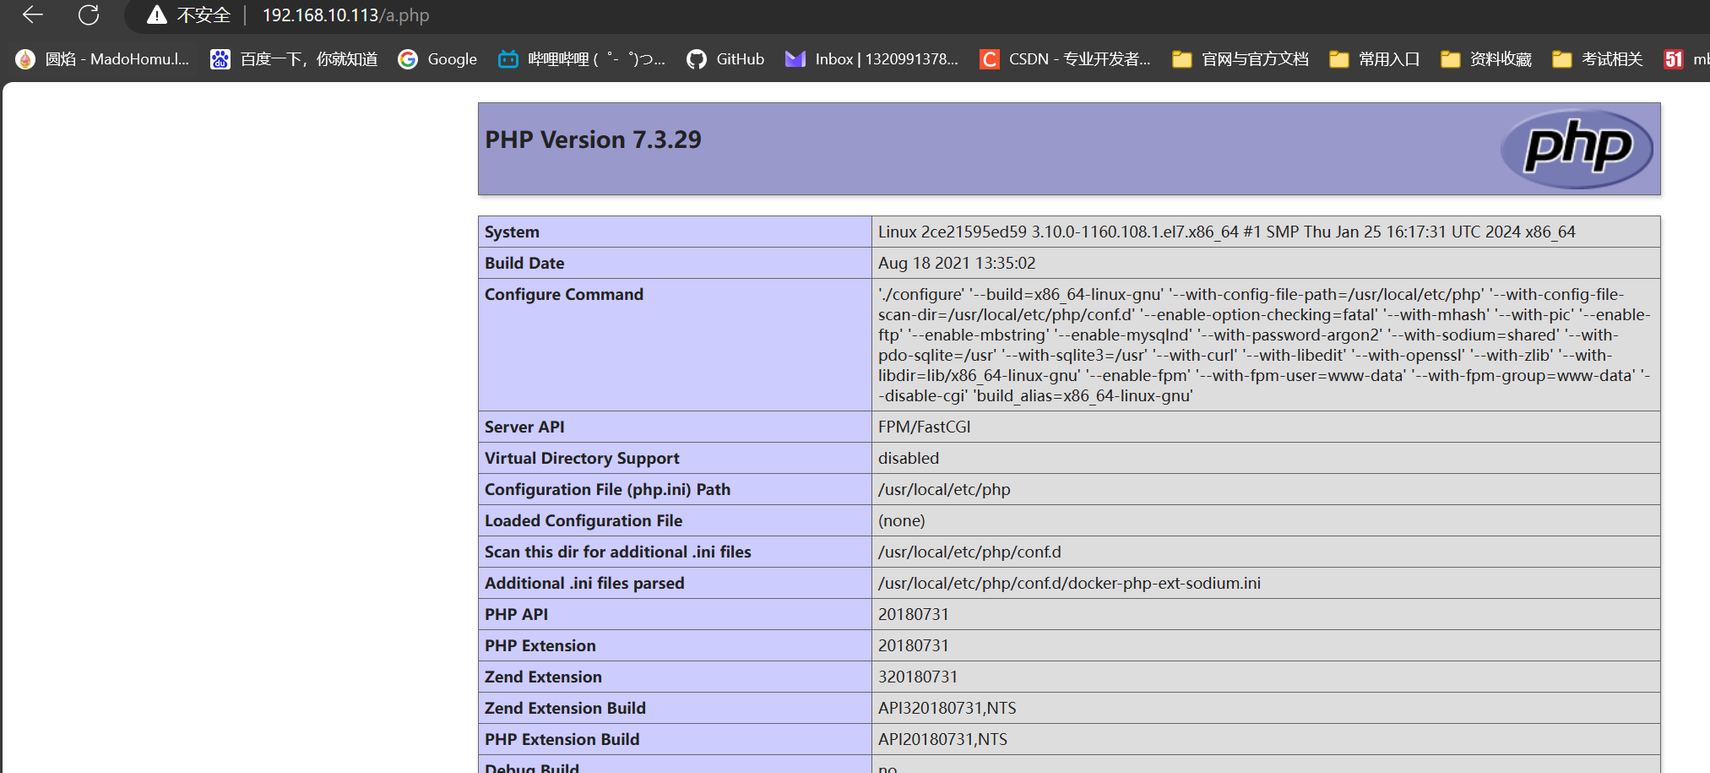 不安全 | 192.168.10.113/a.php
圆焰 - MadoHomu.l... 百度一下，你就知道 Google 哔哩哔哩 (゜-゜)つ... GitHub Inbox | 1320991378... CSDN - 专业开发者... 官网与官方文档 常用入口 资料收藏 考试相关 51 mb
PHP Version 7.3.29
php
System Linux 2ce21595ed59 3.10.0-1160.108.1.el7.x86_64 #1 SMP Thu Jan 25 16:17:31 UTC 2024 x86_64
Build Date Aug 18 2021 13:35:02
Configure Command './configure' '--build=x86_64-linux-gnu' '--with-config-file-path=/usr/local/etc/php' '--with-config-file-
scan-dir=/usr/local/etc/php/conf.d' '--enable-option-checking=fatal' '--with-mhash' '--with-pic' '--enable-
ftp' '--enable-mbstring' '--enable-mysqlnd' '--with-password-argon2' '--with-sodium=shared' '--with-
pdo-sqlite=/usr' '--with-sqlite3=/usr' '--with-curl' '--with-libedit' '--with-openssl' '--with-zlib' '--with-
libdir=lib/x86_64-linux-gnu' '--enable-fpm' '--with-fpm-user=www-data' '--with-fpm-group=www-data' '-
-disable-cgi' 'build_alias=x86_64-linux-gnu'
Server API FPM/FastCGI
Virtual Directory Support disabled
Configuration File (php.ini) Path /usr/local/etc/php
Loaded Configuration File (none)
Scan this dir for additional .ini files /usr/local/etc/php/conf.d
Additional .ini files parsed /usr/local/etc/php/conf.d/docker-php-ext-sodium.ini
PHP API 20180731
PHP Extension 20180731
Zend Extension 320180731
Zend Extension Build API320180731,NTS
PHP Extension Build API20180731,NTS
Debug Build no